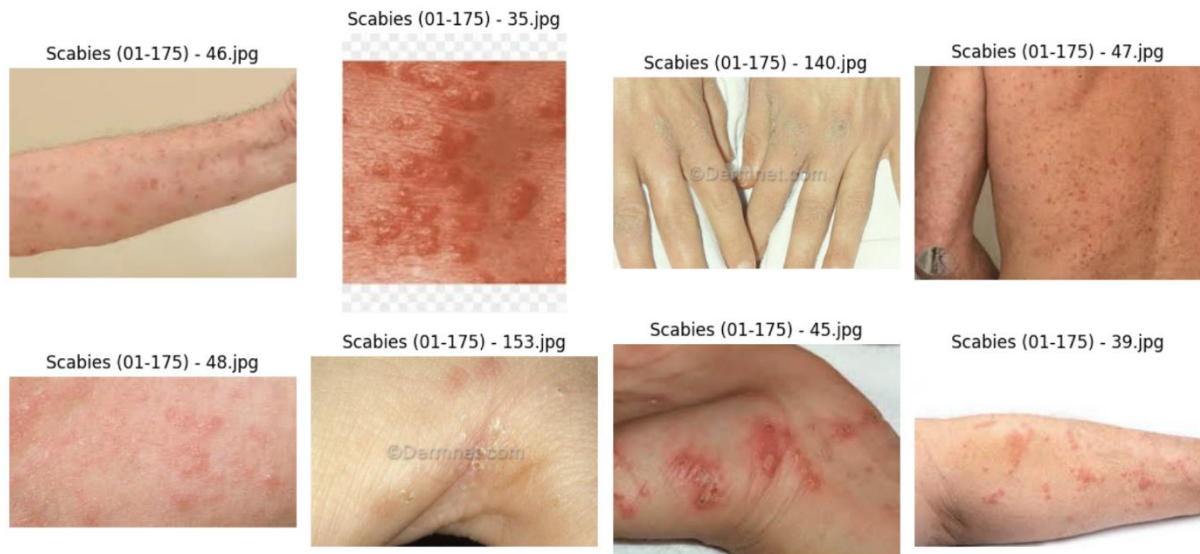 Scabies (01-175) - 46.jpg
Scabies (01-175) - 35.jpg
Scabies (01-175) - 140.jpg
Scabies (01-175) - 47.jpg
©Dermnet.com
Scabies (01-175) - 48.jpg
Scabies (01-175) - 153.jpg
Scabies (01-175) - 45.jpg
Scabies (01-175) - 39.jpg
©Dermnet.com